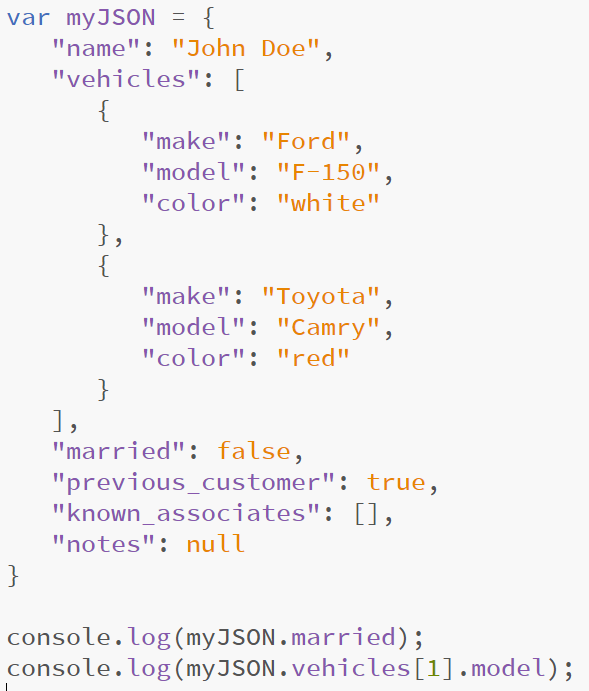 var myJSON = {
   "name": "John Doe",
   "vehicles": [
      {
         "make": "Ford",
         "model": "F-150",
         "color": "white"
      },
      {
         "make": "Toyota",
         "model": "Camry",
         "color": "red"
      }
   ],
   "married": false,
   "previous_customer": true,
   "known_associates": [],
   "notes": null
}

console.log(myJSON.married);
console.log(myJSON.vehicles[1].model);